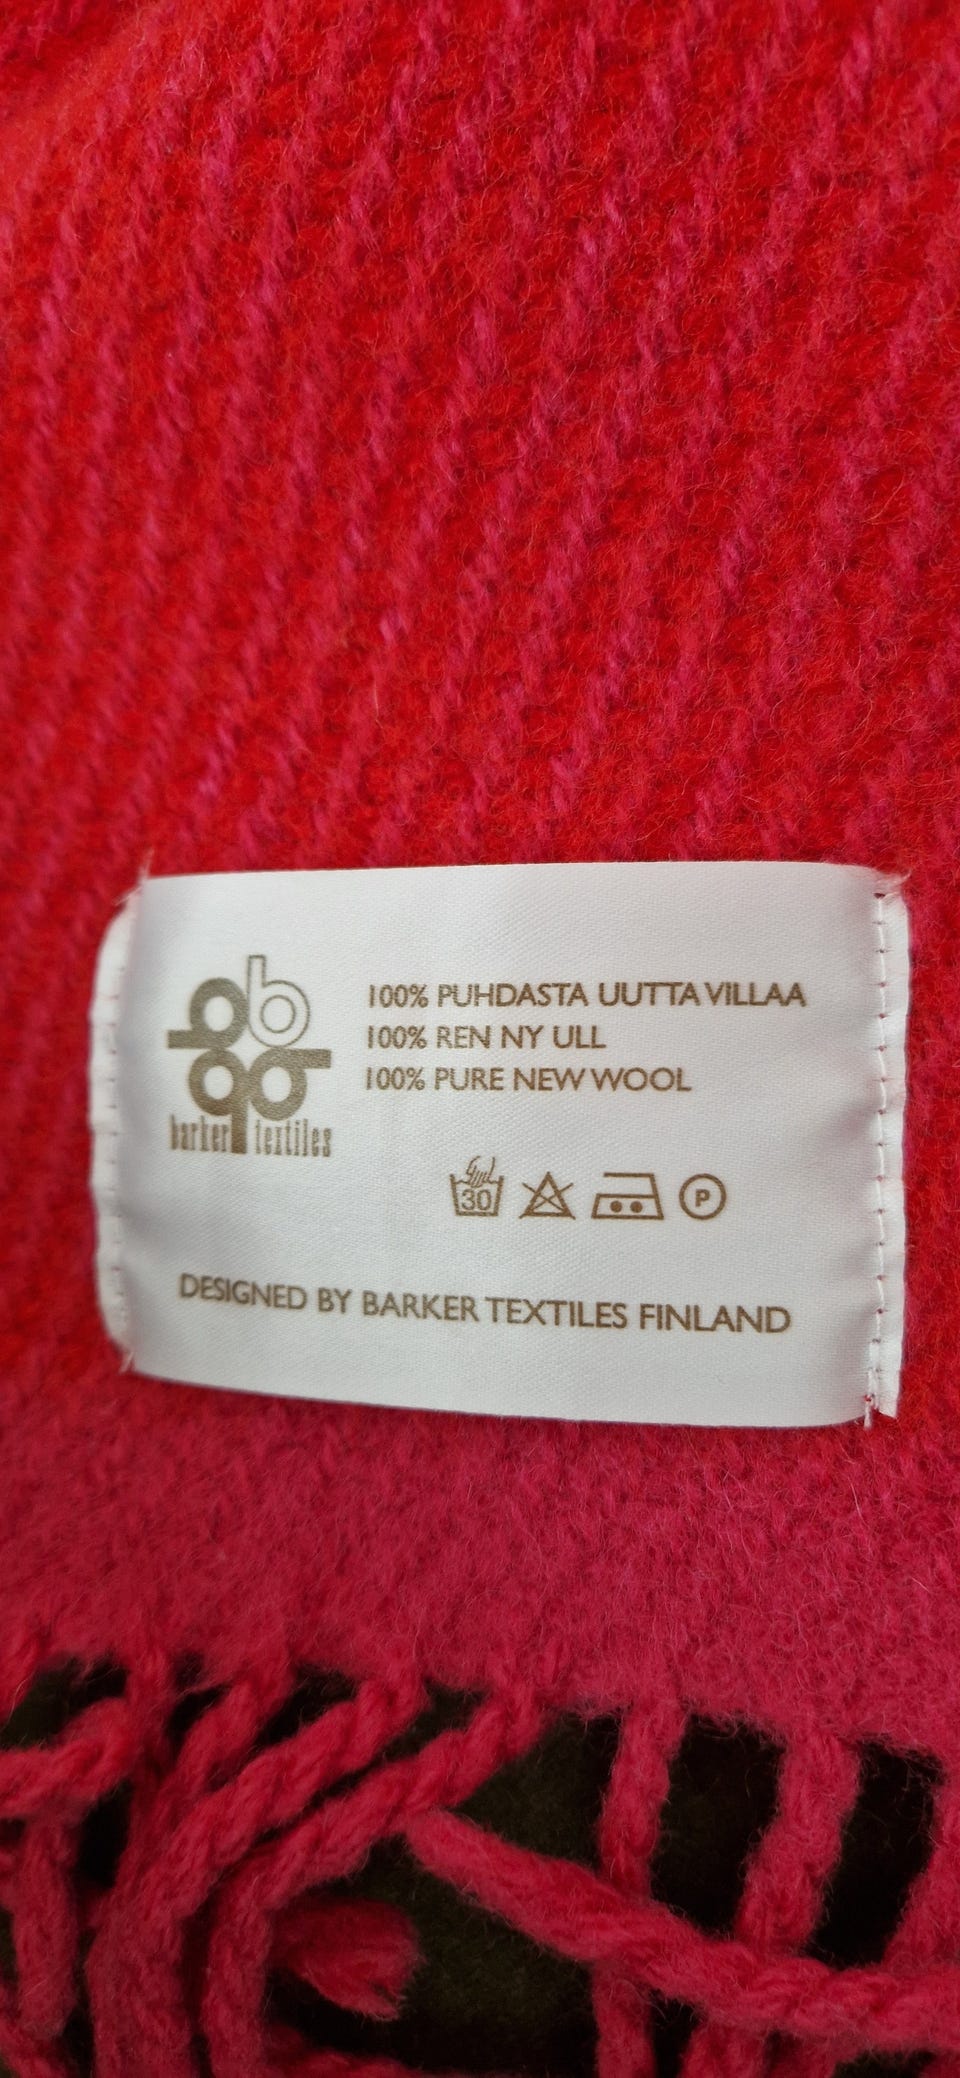 b
barker textiles
100% PUHDASTA UUTTA VILLAA
100% REN NY ULL
100% PURE NEW WOOL
30
P
DESIGNED BY BARKER TEXTILES FINLAND